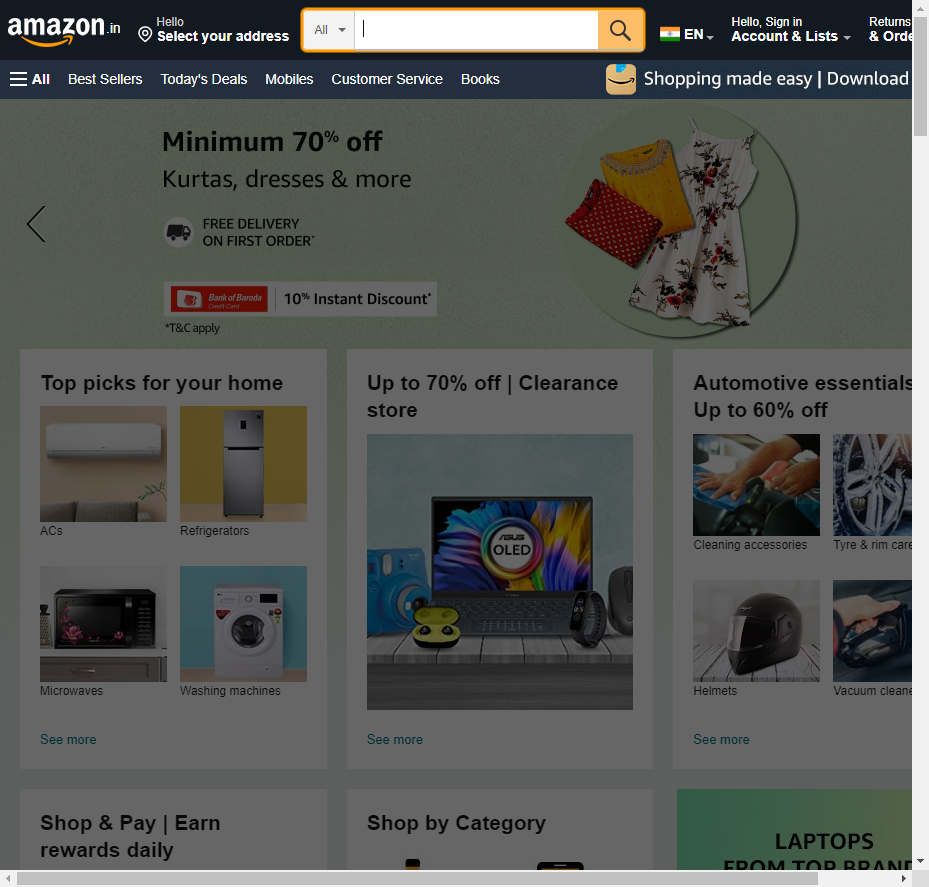 amazon.in
Hello
Select your address
All
EN
Hello, Sign in
Account & Lists
Returns
& Orde
All
Best Sellers
Today's Deals
Mobiles
Customer Service
Books
Shopping made easy | Download
Minimum 70% off
Kurtas, dresses & more
FREE DELIVERY
ON FIRST ORDER*
Bank of Baroda
Credit Card
10% Instant Discount*
*T&C apply
Top picks for your home
ACs
Refrigerators
Microwaves
Washing machines
See more
Up to 70% off | Clearance
store
ASUS
OLED
See more
Automotive essentials
Up to 60% off
Cleaning accessories
Tyre & rim care
Helmets
Vacuum cleane
See more
Shop & Pay | Earn
rewards daily
Shop by Category
LAPTOPS
FROM TOP BRAND